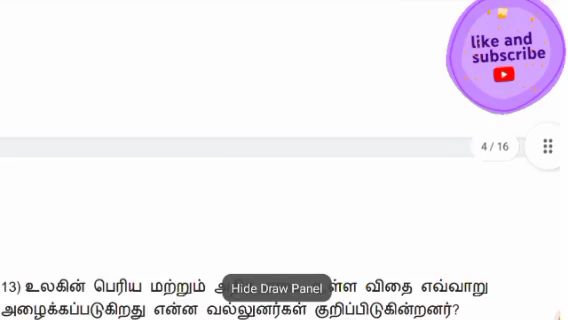 like and
subscribe
4 / 16
13) உலகின் பெரிய மற்றும் விதை எவ்வாறு
Hide Draw Panel
அழைக்கப்படுகிறது என்ன வல்லுனர்கள் குறிப்பிடுகின்றனர்?